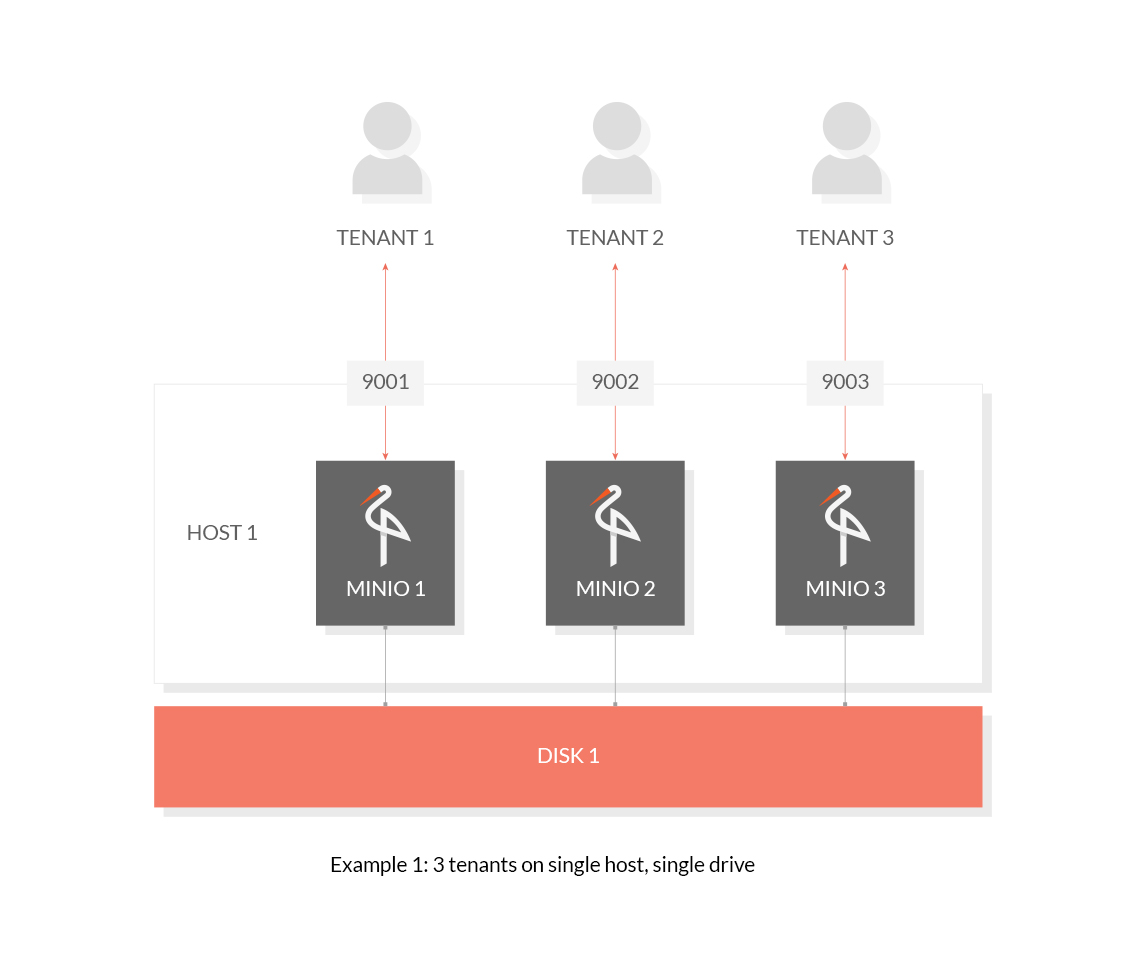 TENANT 1
TENANT 2
TENANT 3
9001
9002
9003
HOST 1
MINIO 1
MINIO 2
MINIO 3
DISK 1
Example 1: 3 tenants on single host, single drive